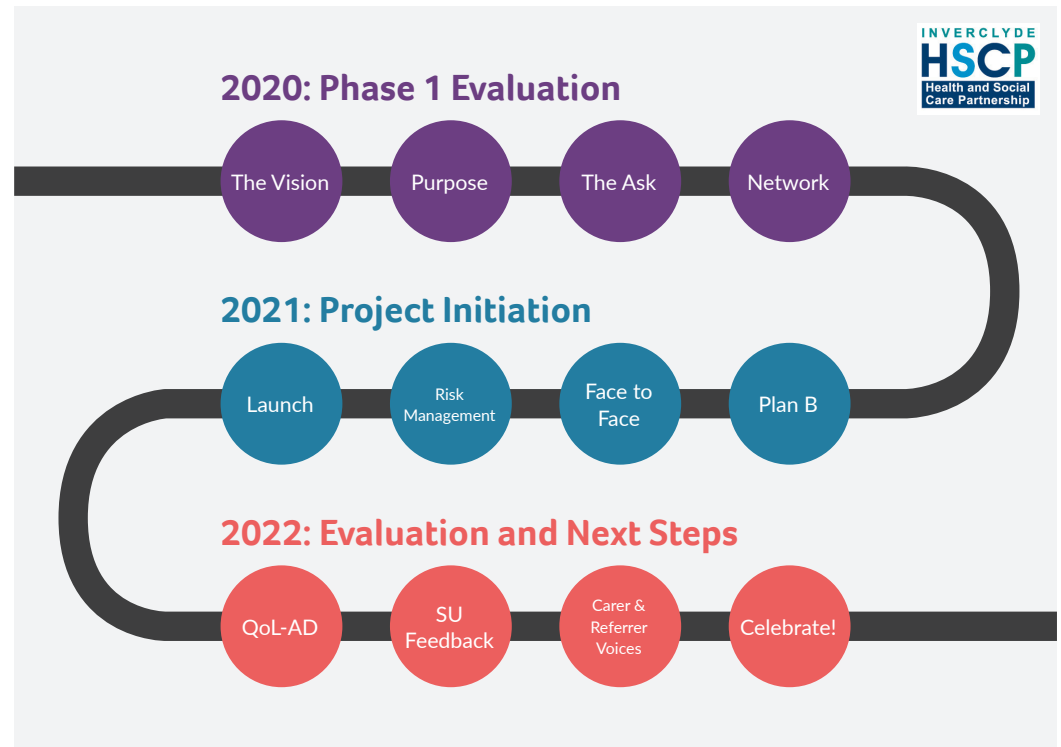 INVERCLYDE
HSCP
Health and Social
Care Partnership
2020: Phase 1 Evaluation
The Vision
Purpose
The Ask
Network
2021: Project Initiation
Launch
Risk
Management
Face to
Face
Plan B
2022: Evaluation and Next Steps
QoL-AD
SU
Feedback
Carer &
Referrer
Voices
Celebrate!